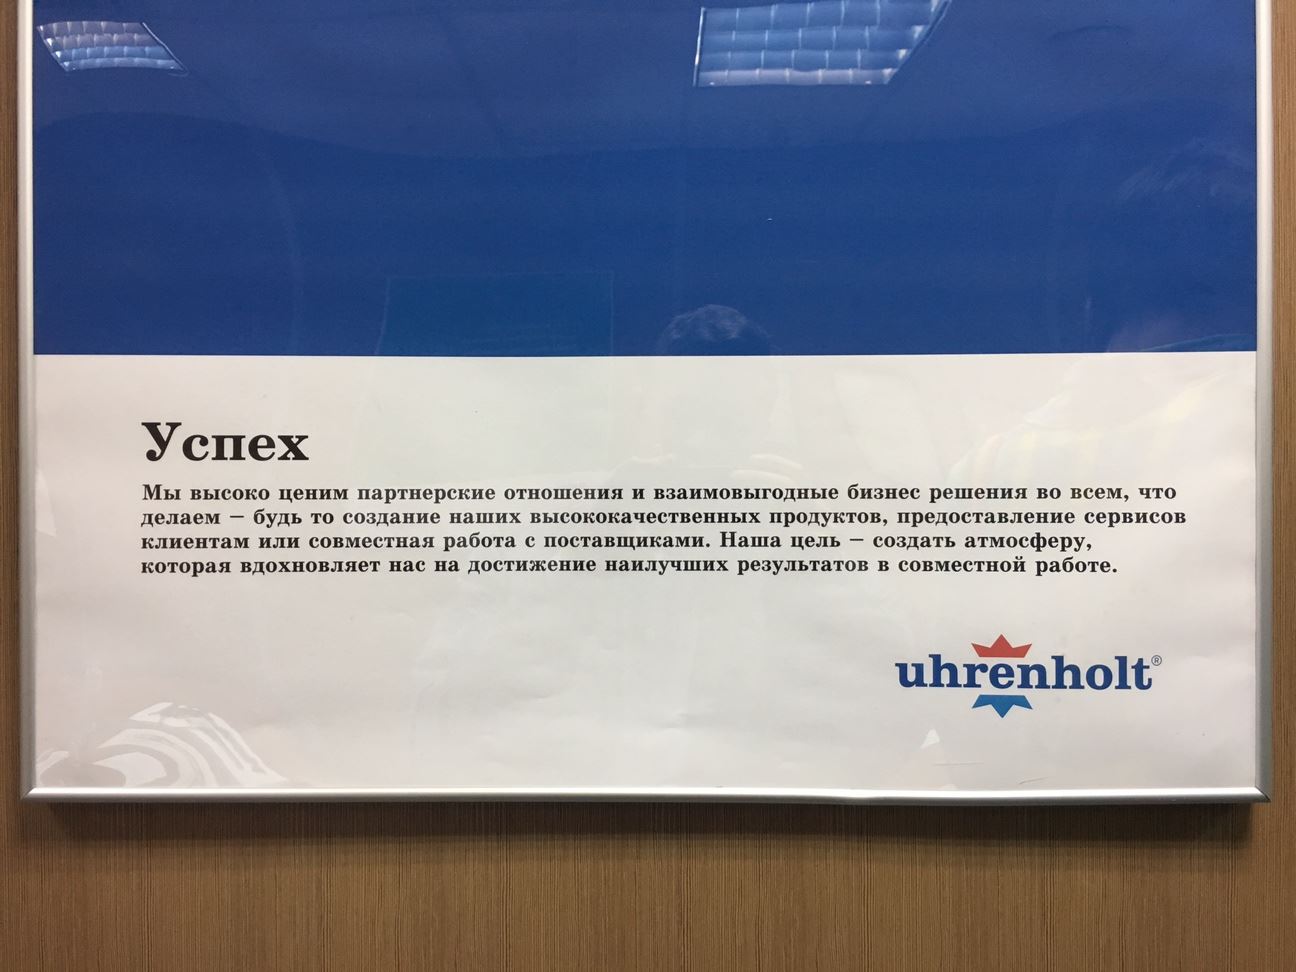 Успех
Мы высоко ценим партнерские отношения и взаимовыгодные бизнес решения во всем, что
делаем – будь то создание наших высококачественных продуктов, предоставление сервисов
клиентам или совместная работа с поставщиками. Наша цель – создать атмосферу,
которая вдохновляет нас на достижение наилучших результатов в совместной работе.
uhrenholt®